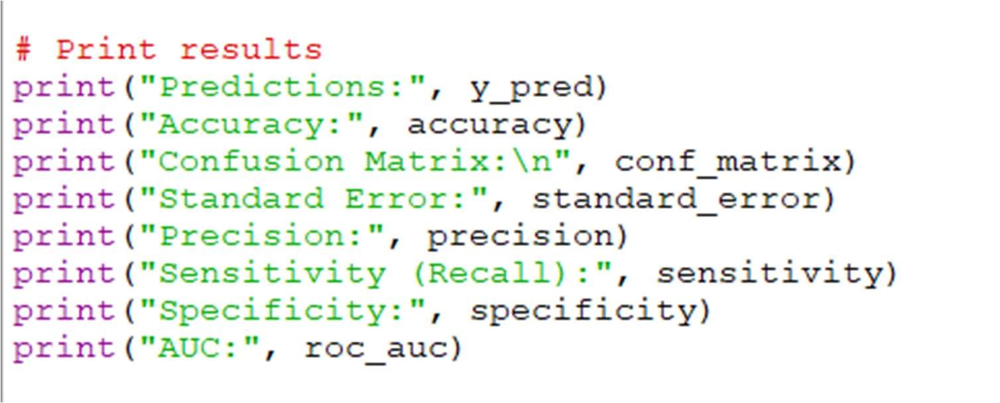 # Print results
print("Predictions:", y_pred)
print("Accuracy:", accuracy)
print("Confusion Matrix:\n", conf_matrix)
print("Standard Error:", standard_error)
print("Precision:", precision)
print("Sensitivity (Recall):", sensitivity)
print("Specificity:", specificity)
print("AUC:", roc_auc)